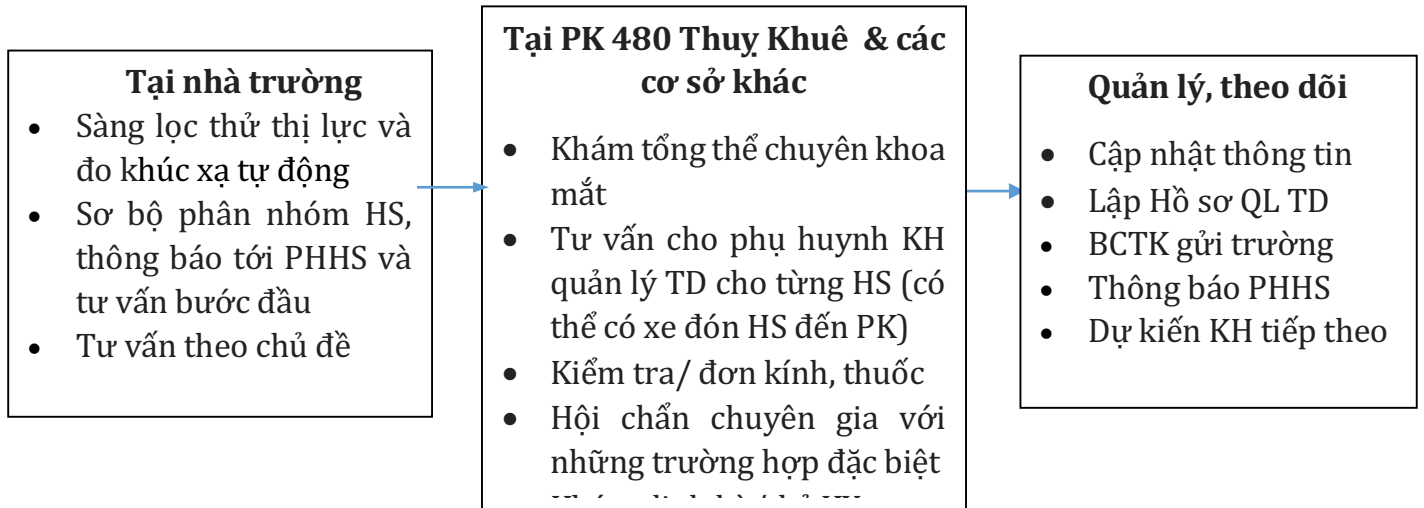 Tại nhà trường
• Sàng lọc thử thị lực và
đo khúc xạ tự động
• Sơ bộ phân nhóm HS,
thông báo tới PHHS và
tư vấn bước đầu
• Tư vấn theo chủ đề
Tại PK 480 Thuỵ Khuê & các
cơ sở khác
• Khám tổng thể chuyên khoa
mắt
• Tư vấn cho phụ huynh KH
quản lý TD cho từng HS (có
thể có xe đón HS đến PK)
• Kiểm tra/ đơn kính, thuốc
• Hội chẩn chuyên gia với
những trường hợp đặc biệt
Quản lý, theo dõi
• Cập nhật thông tin
• Lập Hồ sơ QL TD
• BCTK gửi trường
• Thông báo PHHS
• Dự kiến KH tiếp theo